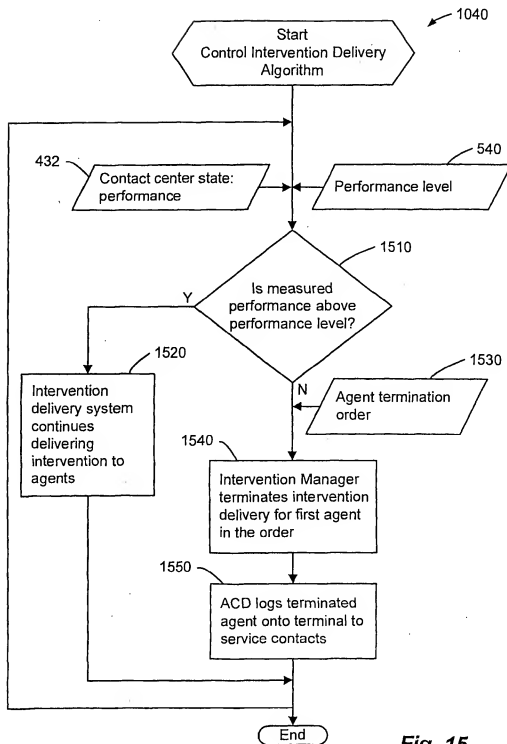 1040
Start
Control Intervention Delivery
Algorithm
432
540
Contact center state:
performance
Performance level
1510
Is measured
performance above
performance level?
Y
N
1520
1530
Intervention
delivery system
continues
delivering
intervention to
agents
Agent termination
order
1540
Intervention Manager
terminates intervention
delivery for first agent
in the order
1550
ACD logs terminated
agent onto terminal to
service contacts
End
Fig. 15